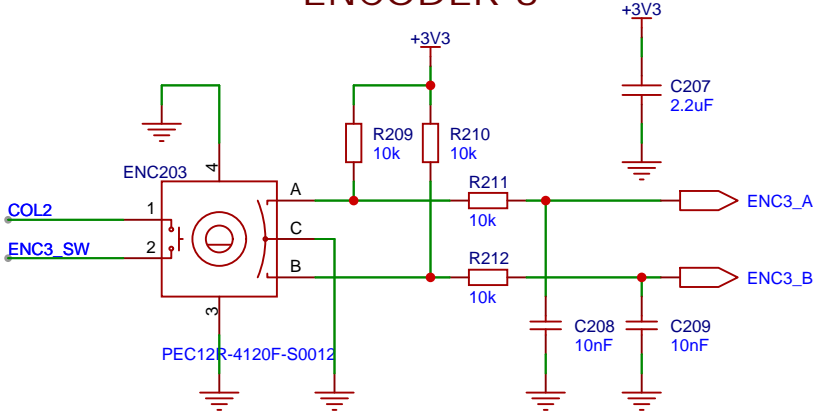 ENCODER 3
+3V3
+3V3
C207
2.2uF
R209
10k
R210
10k
ENC203
4
R211
10k
A
COL2
1
ENC3_A
C
ENC3_SW
2
B
R212
10k
ENC3_B
3
C208
10nF
C209
10nF
PEC12R-4120F-S0012